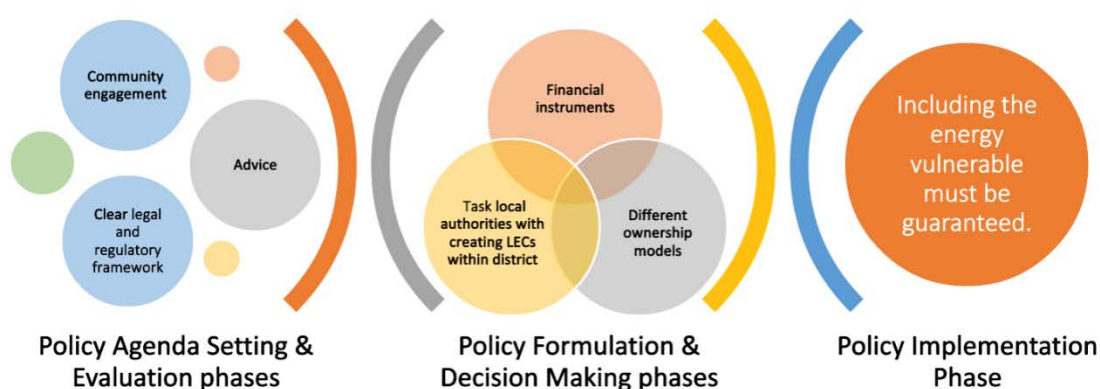 Community
engagement
Advice
Clear legal
and
regulatory
framework
Policy Agenda Setting &
Evaluation phases
Financial
instruments
Task local
authorities with
creating LECs
within district
Different
ownership
models
Policy Formulation &
Decision Making phases
Including the
energy
vulnerable
must be
guaranteed.
Policy Implementation
Phase